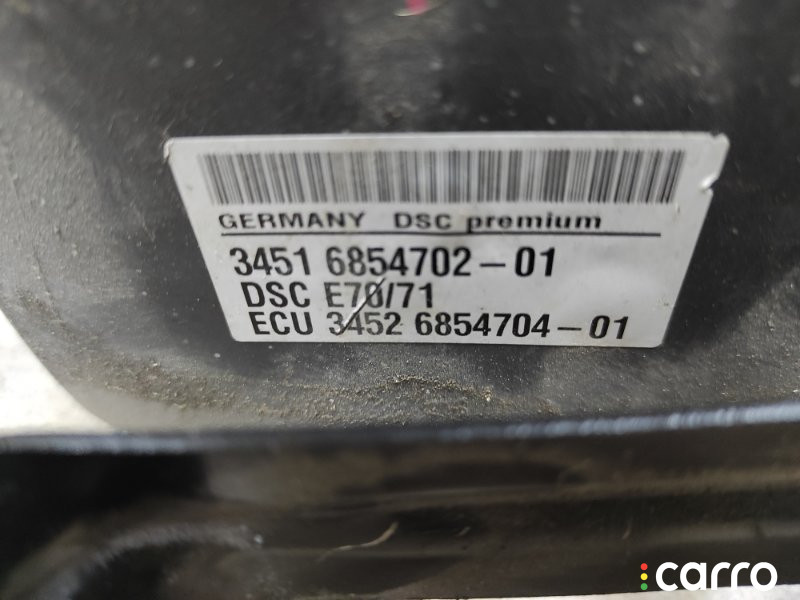 GERMANY DSC premium
3451 6854702-01
DSC E70/71
ECU 3452 6854704-01
carro